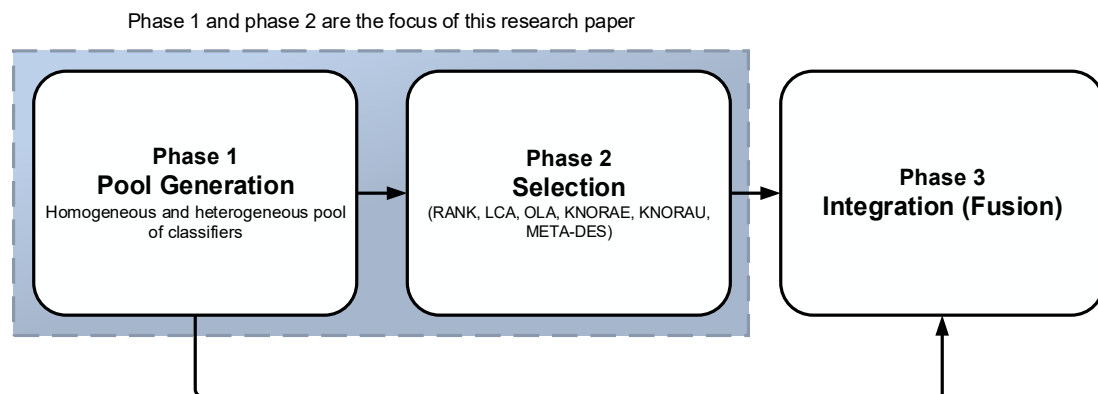 Phase 1 and phase 2 are the focus of this research paper
Phase 1
Pool Generation
Homogeneous and heterogeneous pool
of classifiers
Phase 2
Selection
(RANK, LCA, OLA, KNORAE, KNORAU,
META-DES)
Phase 3
Integration (Fusion)